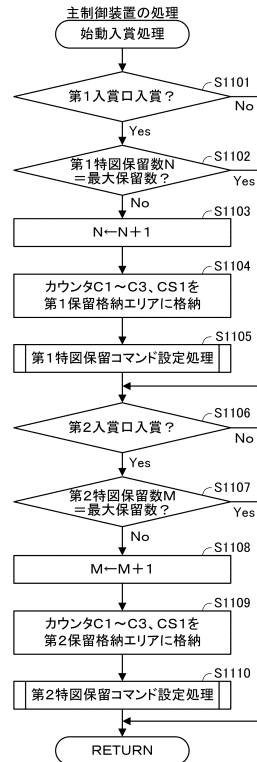 主制御装置の処理
始動入賞処理
S1101
第1入賞口入賞？
No
Yes
S1102
第1特図保留数N
＝最大保留数？
Yes
No
S1103
N←N＋1
S1104
カウンタC1～C3、CS1を
第1保留格納エリアに格納
S1105
第1特図保留コマンド設定処理
S1106
第2入賞口入賞？
No
Yes
S1107
第2特図保留数M
＝最大保留数？
Yes
No
S1108
M←M＋1
S1109
カウンタC1～C3、CS1を
第2保留格納エリアに格納
S1110
第2特図保留コマンド設定処理
RETURN